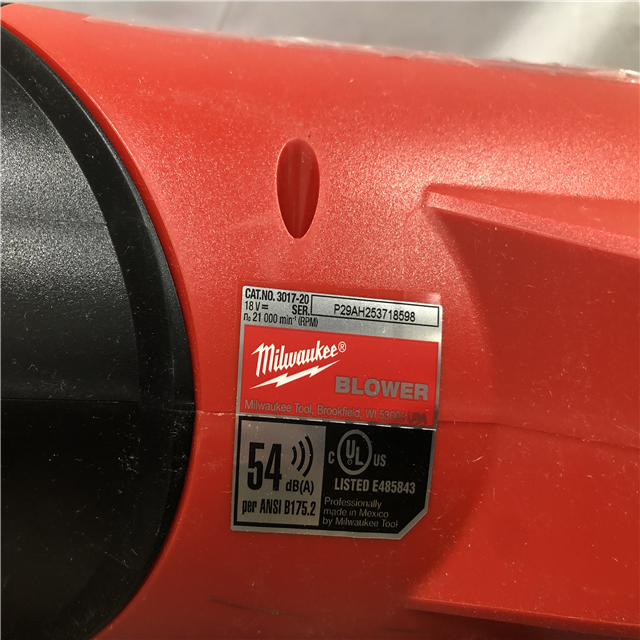 CAT.NO. 3017-20
18 V⎓ SER. P29AH253718598
n₀ 21 000 min⁻¹ (RPM)
Milwaukee®
BLOWER
Milwaukee Tool, Brookfield, WI USA
54 dB(A)
per ANSI B175.2
C UL US
LISTED E485843
Professionally
made in Mexico
by Milwaukee Tool